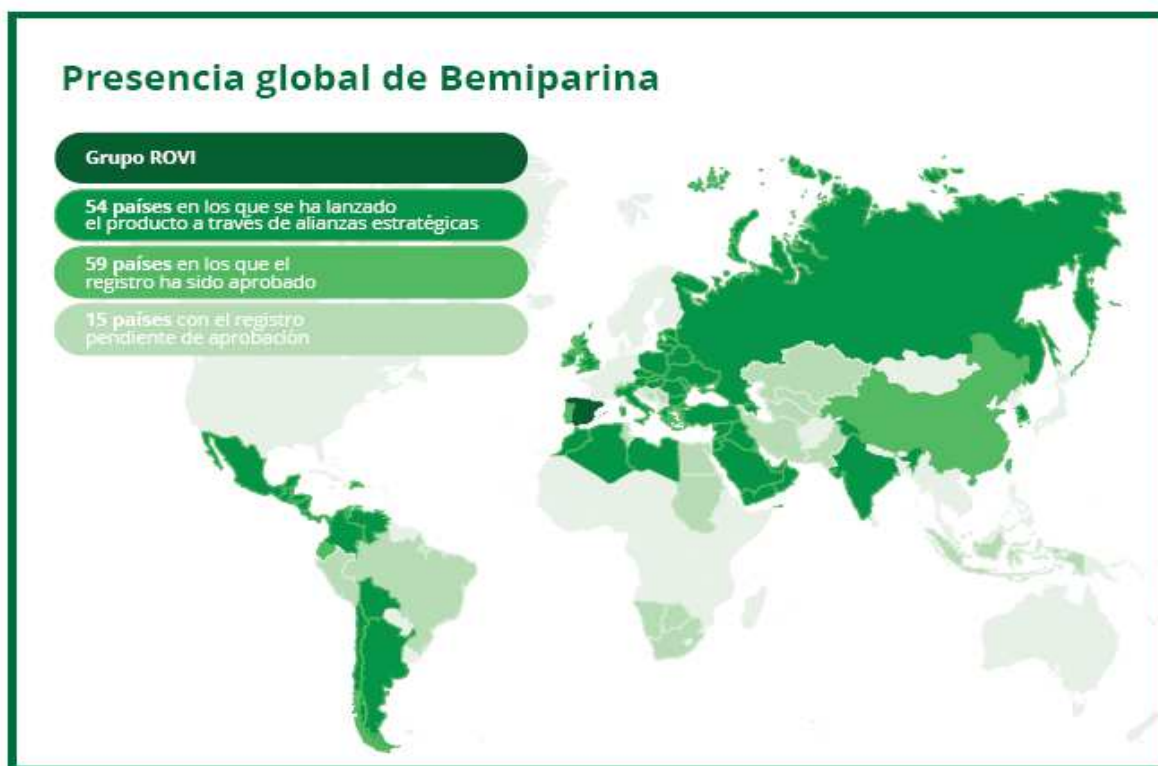 Presencia global de Bemiparina
Grupo ROVI
54 países en los que se ha lanzado
el producto a través de alianzas estratégicas
59 países en los que el
registro ha sido aprobado
15 países con el registro
pendiente de aprobación